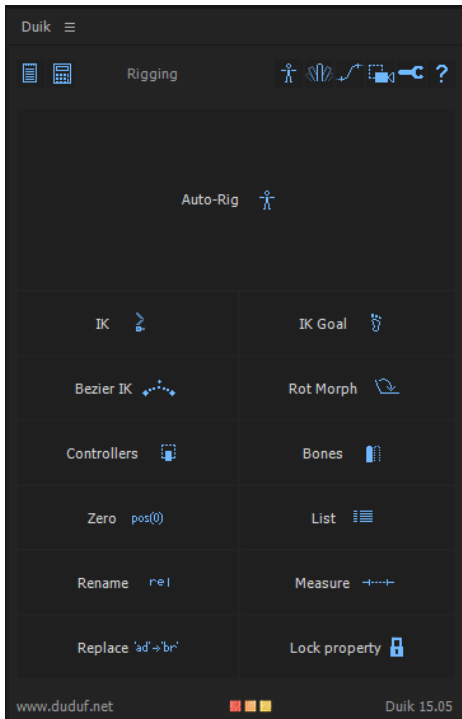 Duik
Rigging ?
Auto-Rig
IK IK Goal
Bezier IK Rot Morph
Controllers Bones
Zero pos(0) List
Rename rel Measure
Replace 'ad'→'br' Lock property
www.duduf.net Duik 15.05